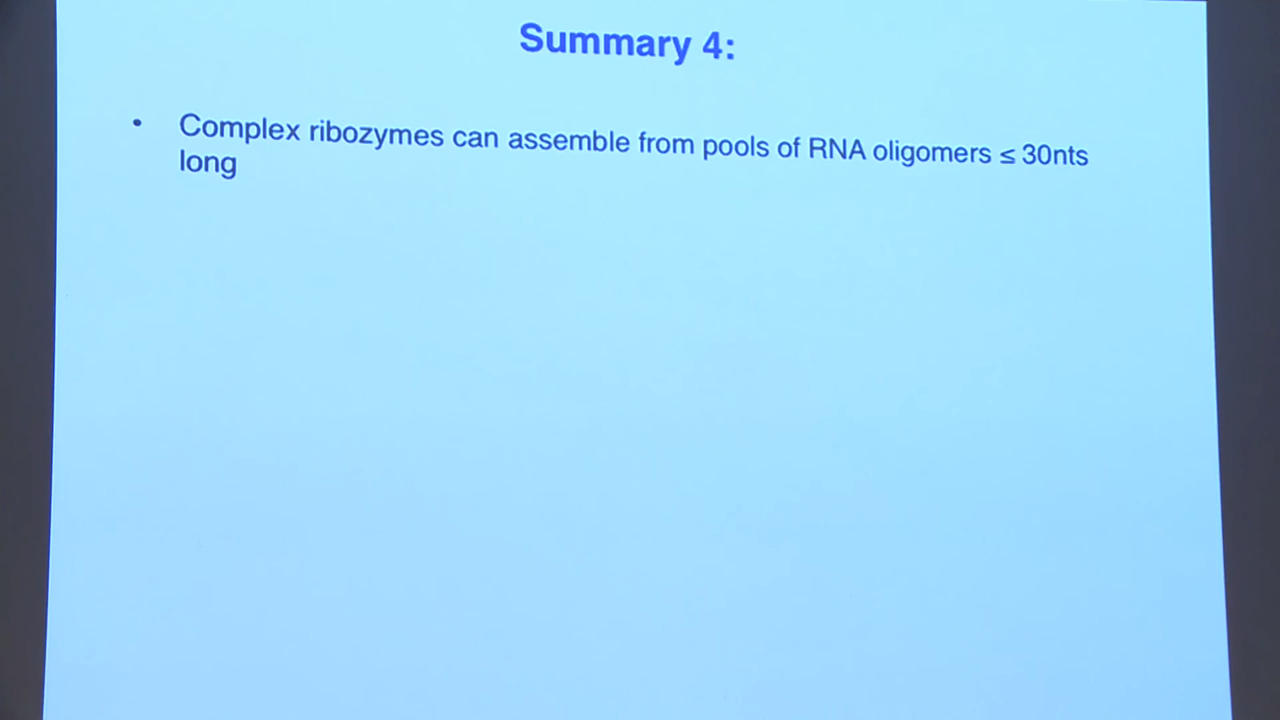 Summary 4:
• Complex ribozymes can assemble from pools of RNA oligomers ≤ 30nts
long